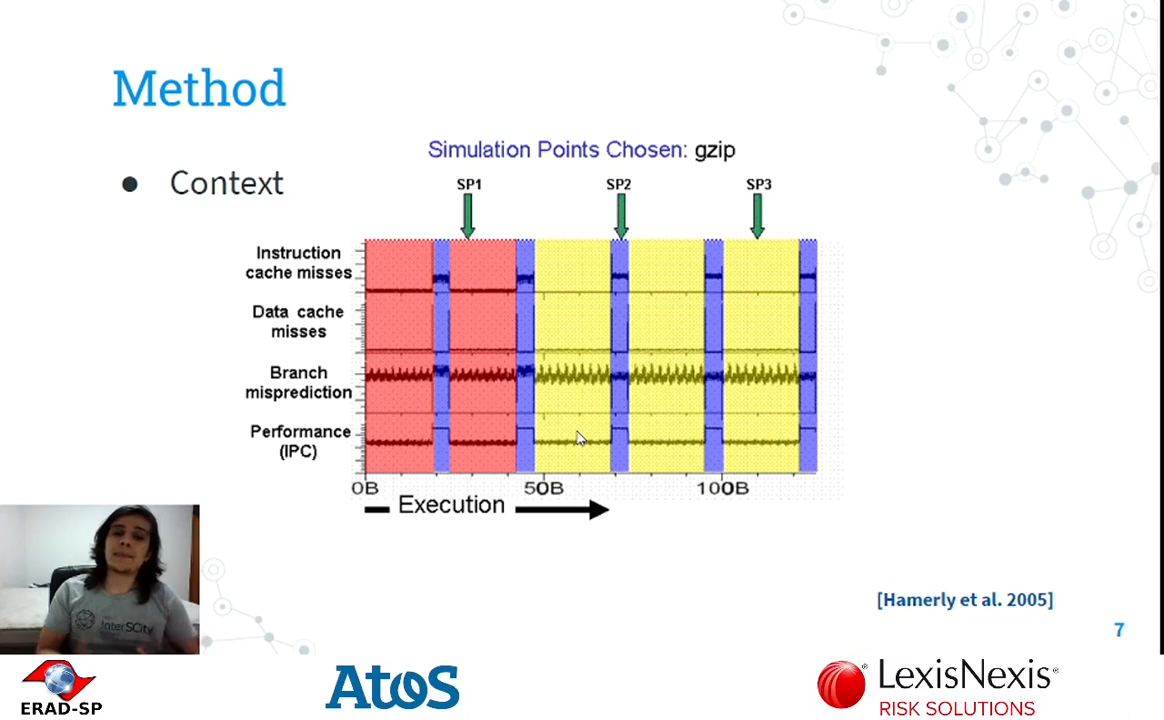 Method
● Context
Simulation Points Chosen: gzip
SP1 SP2 SP3
Instruction
cache misses
Data cache
misses
Branch
misprediction
Performance
(IPC)
0B 50B 100B
Execution
[Hamerly et al. 2005]
7
InterSCity
ERAD-SP
Atos
LexisNexis®
RISK SOLUTIONS